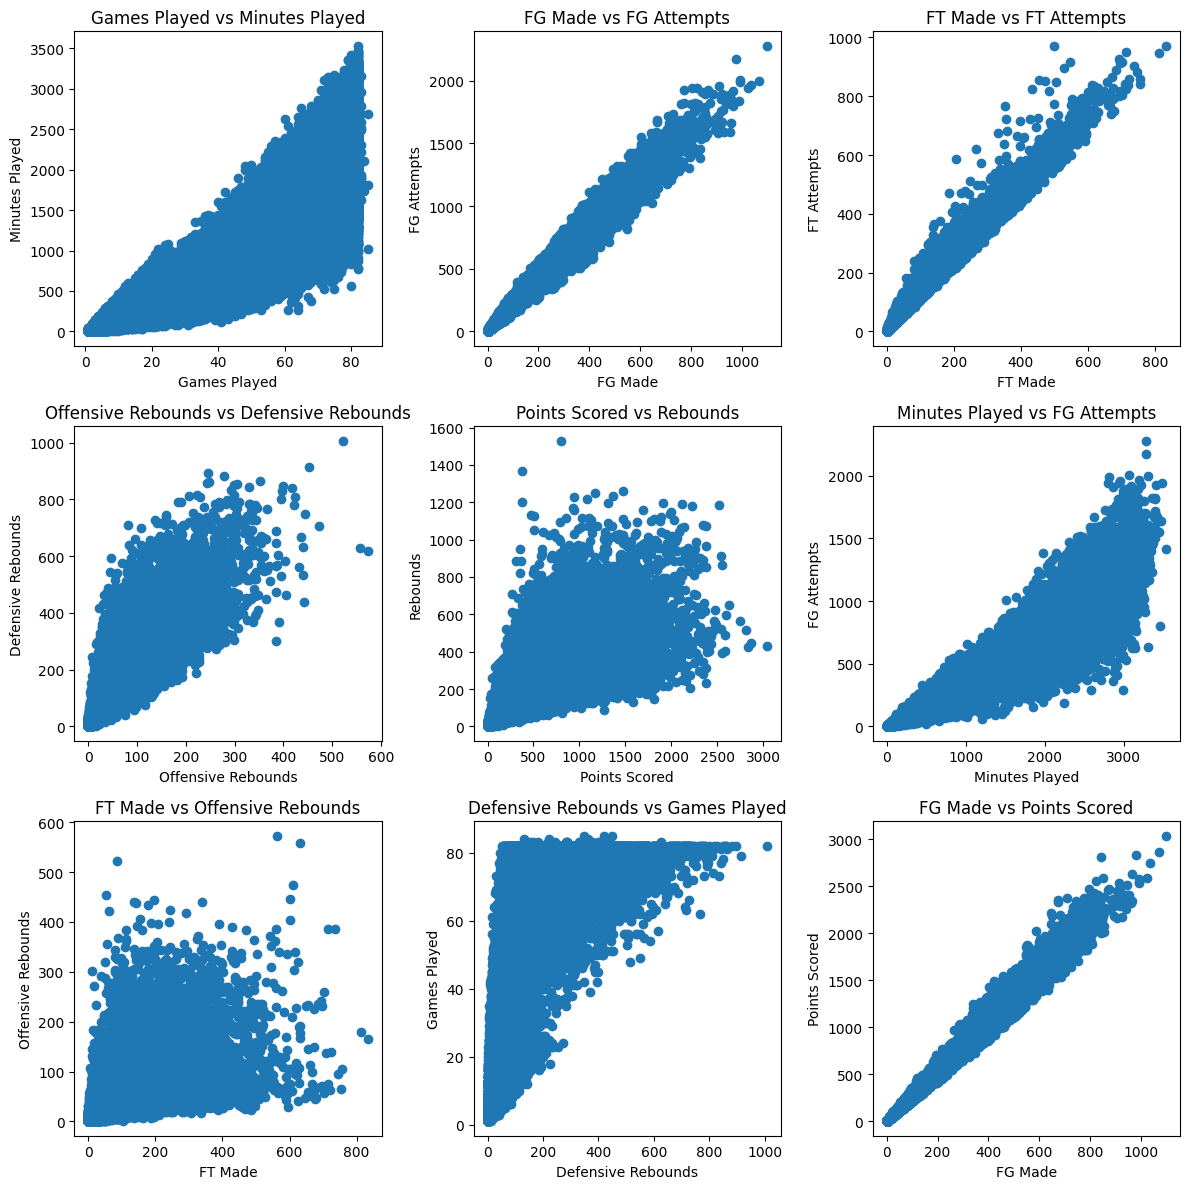 Games Played vs Minutes Played
FG Made vs FG Attempts
FT Made vs FT Attempts
3500
3000
2500
2000
1500
1000
500
0
Minutes Played
0 20 40 60 80
Games Played
2000
1500
1000
500
0
FG Attempts
0 200 400 600 800 1000
FG Made
1000
800
600
400
200
0
FT Attempts
0 200 400 600 800
FT Made
Offensive Rebounds vs Defensive Rebounds
Points Scored vs Rebounds
Minutes Played vs FG Attempts
1000
800
600
400
200
0
Defensive Rebounds
0 100 200 300 400 500 600
Offensive Rebounds
1600
1400
1200
1000
800
600
400
200
0
Rebounds
0 500 1000 1500 2000 2500 3000
Points Scored
2000
1500
1000
500
0
FG Attempts
0 1000 2000 3000
Minutes Played
FT Made vs Offensive Rebounds
Defensive Rebounds vs Games Played
FG Made vs Points Scored
600
500
400
300
200
100
0
Offensive Rebounds
0 200 400 600 800
FT Made
80
60
40
20
0
Games Played
0 200 400 600 800 1000
Defensive Rebounds
3000
2500
2000
1500
1000
500
0
Points Scored
0 200 400 600 800 1000
FG Made